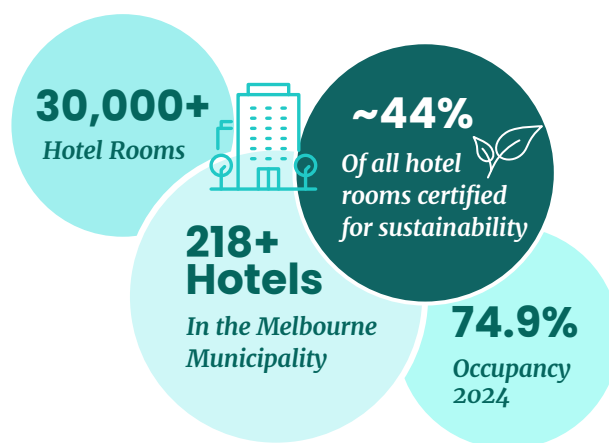 30,000+
Hotel Rooms
~44%
Of all hotel
rooms certified
for sustainability
218+
Hotels
In the Melbourne
Municipality
74.9%
Occupancy
2024